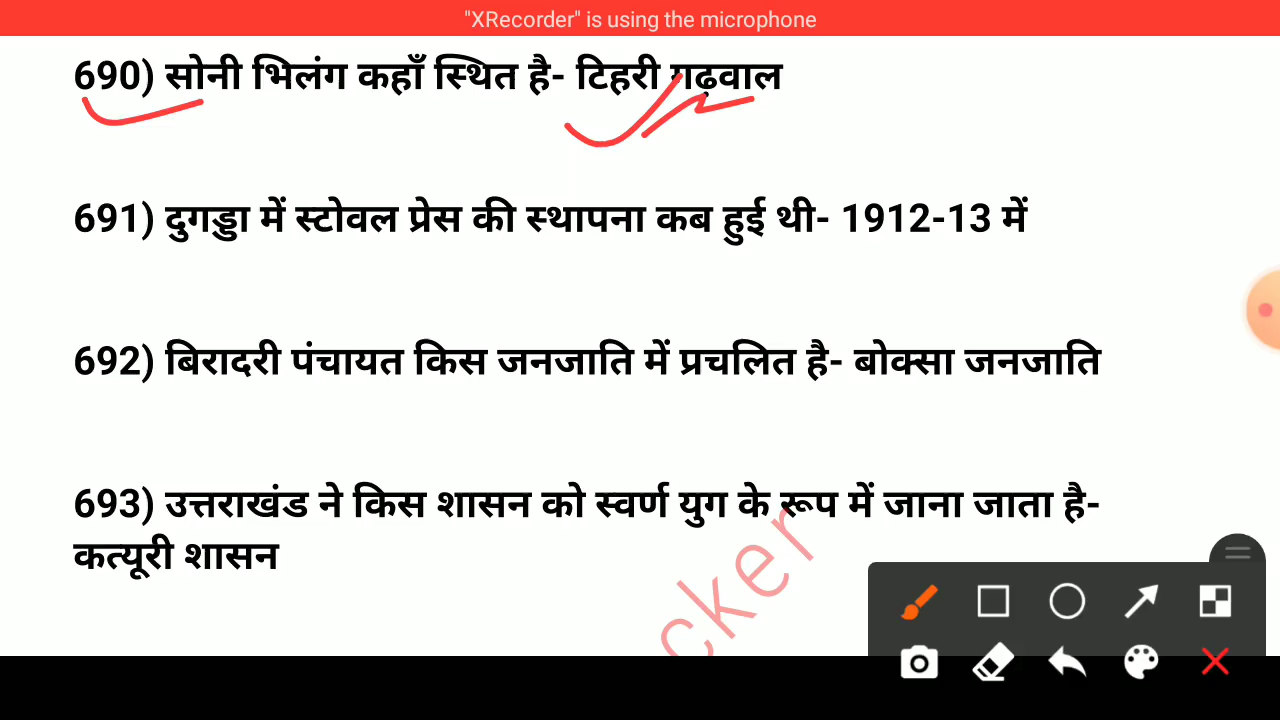 "XRecorder" is using the microphone
690) सोनी भिलंग कहाँ स्थित है- टिहरी गढ़वाल
691) दुगड्डा में स्टोवल प्रेस की स्थापना कब हुई थी- 1912-13 में
692) बिरादरी पंचायत किस जनजाति में प्रचलित है- बोक्सा जनजाति
693) उत्तराखंड ने किस शासन को स्वर्ण युग के रूप में जाना जाता है-
कत्यूरी शासन
cker